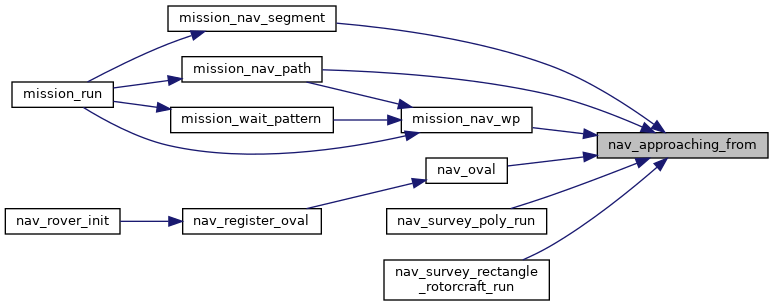 mission_nav_segment
mission_nav_path
mission_run
mission_wait_pattern
mission_nav_wp
nav_approaching_from
nav_oval
nav_rover_init
nav_register_oval
nav_survey_poly_run
nav_survey_rectangle
_rotorcraft_run